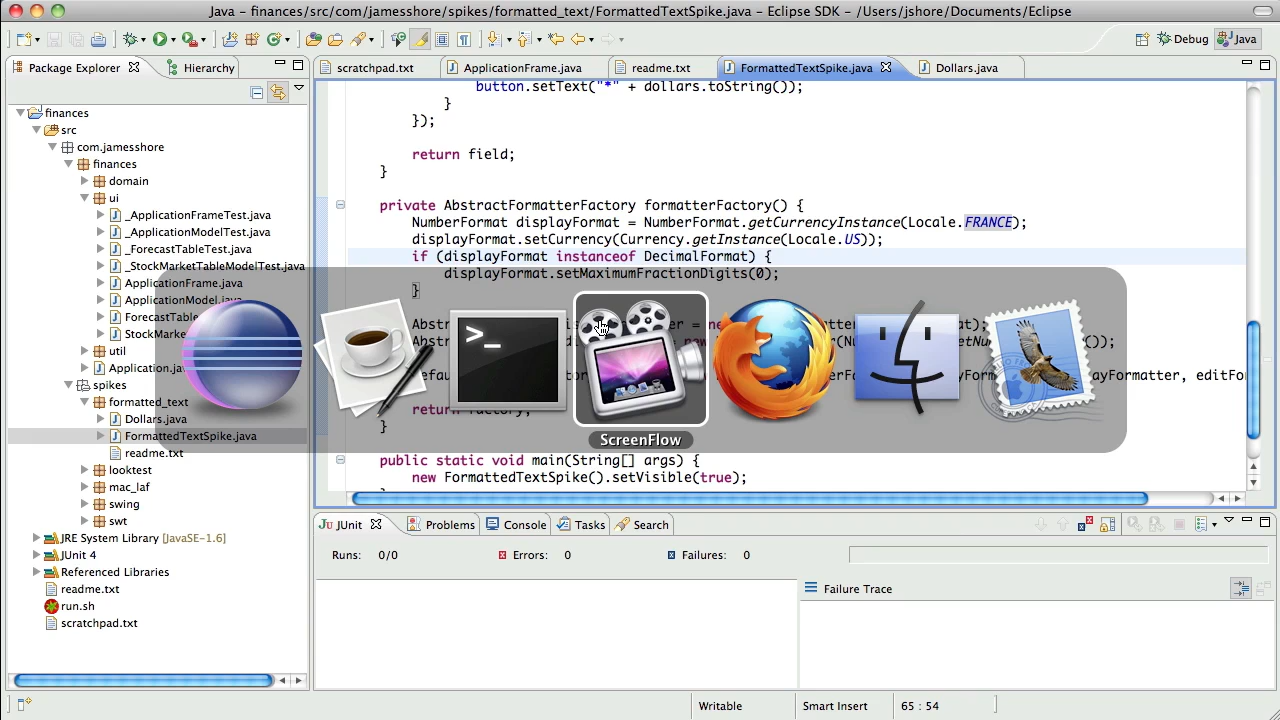 Java – finances/src/com/jamesshore/spikes/formatted_text/FormattedTextSpike.java – Eclipse SDK – /Users/jshore/Documents/Eclipse
Debug
Java
Package Explorer
Hierarchy
scratchpad.txt
ApplicationFrame.java
readme.txt
FormattedTextSpike.java
Dollars.java
finances
src
com.jamesshore
finances
domain
ui
_ApplicationFrameTest.java
_ApplicationModelTest.java
_ForecastTableTest.java
_StockMarketTableModelTest.java
ApplicationFrame.java
ApplicationModel.java
ForecastTable
StockMarke
util
Application.java
spikes
formatted_text
Dollars.java
FormattedTextSpike.java
readme.txt
looktest
mac_laf
swing
swt
JRE System Library [JavaSE-1.6]
JUnit 4
Referenced Libraries
readme.txt
run.sh
scratchpad.txt
button.setText("*" + dollars.toString());
}
});
return field;
}
private AbstractFormatterFactory formatterFactory() {
NumberFormat displayFormat = NumberFormat.getCurrencyInstance(Locale.FRANCE);
displayFormat.setCurrency(Currency.getInstance(Locale.US));
if (displayFormat instanceof DecimalFormat) {
displayFormat.setMaximumFractionDigits(0);
}
return factory;
}
ScreenFlow
public static void main(String[] args) {
new FormattedTextSpike().setVisible(true);
JUnit
Problems
Console
Tasks
Search
Runs: 0/0
Errors: 0
Failures: 0
Failure Trace
Writable
Smart Insert
65 : 54